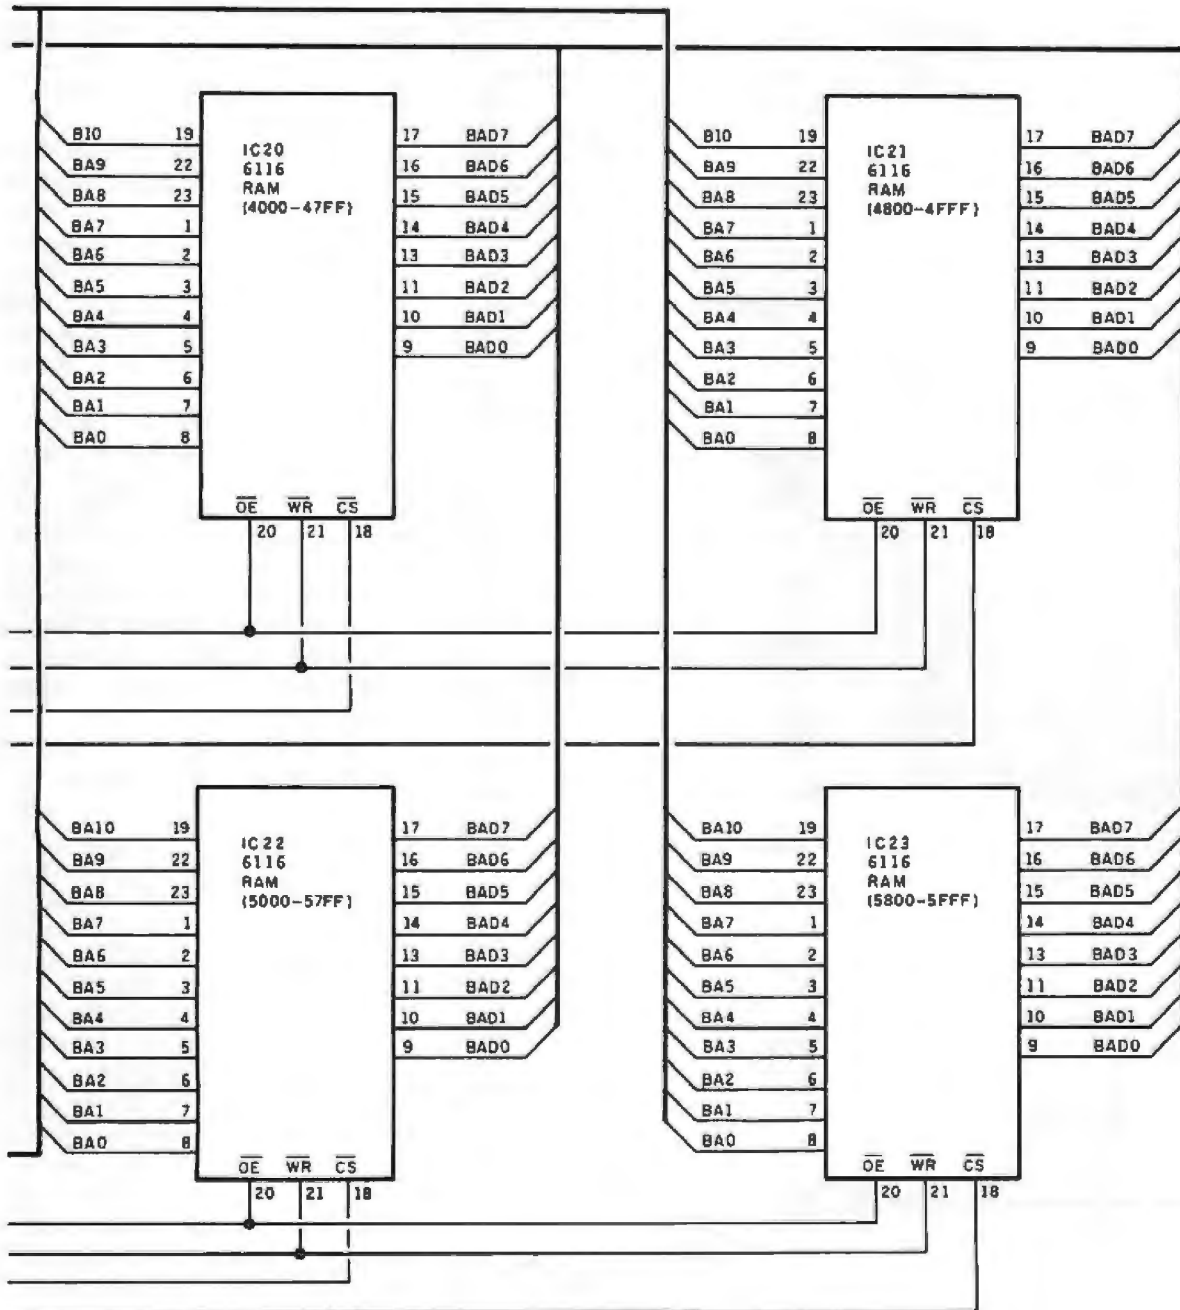 B10 19
BA9 22
BA8 23
BA7 1
BA6 2
BA5 3
BA4 4
BA3 5
BA2 6
BA1 7
BA0 8
IC20
6116
RAM
(4000-47FF)
17 BAD7
16 BAD6
15 BAD5
14 BAD4
13 BAD3
11 BAD2
10 BAD1
9 BAD0
OE WR CS
20 21 18
B10 19
BA9 22
BA8 23
BA7 1
BA6 2
BA5 3
BA4 4
BA3 5
BA2 6
BA1 7
BA0 8
IC21
6116
RAM
(4800-4FFF)
17 BAD7
16 BAD6
15 BAD5
14 BAD4
13 BAD3
11 BAD2
10 BAD1
9 BAD0
OE WR CS
20 21 18
BA10 19
BA9 22
BA8 23
BA7 1
BA6 2
BA5 3
BA4 4
BA3 5
BA2 6
BA1 7
BA0 8
IC22
6116
RAM
(5000-57FF)
17 BAD7
16 BAD6
15 BAD5
14 BAD4
13 BAD3
11 BAD2
10 BAD1
9 BAD0
OE WR CS
20 21 18
BA10 19
BA9 22
BA8 23
BA7 1
BA6 2
BA5 3
BA4 4
BA3 5
BA2 6
BA1 7
BA0 8
IC23
6116
RAM
(5800-5FFF)
17 BAD7
16 BAD6
15 BAD5
14 BAD4
13 BAD3
11 BAD2
10 BAD1
9 BAD0
OE WR CS
20 21 18